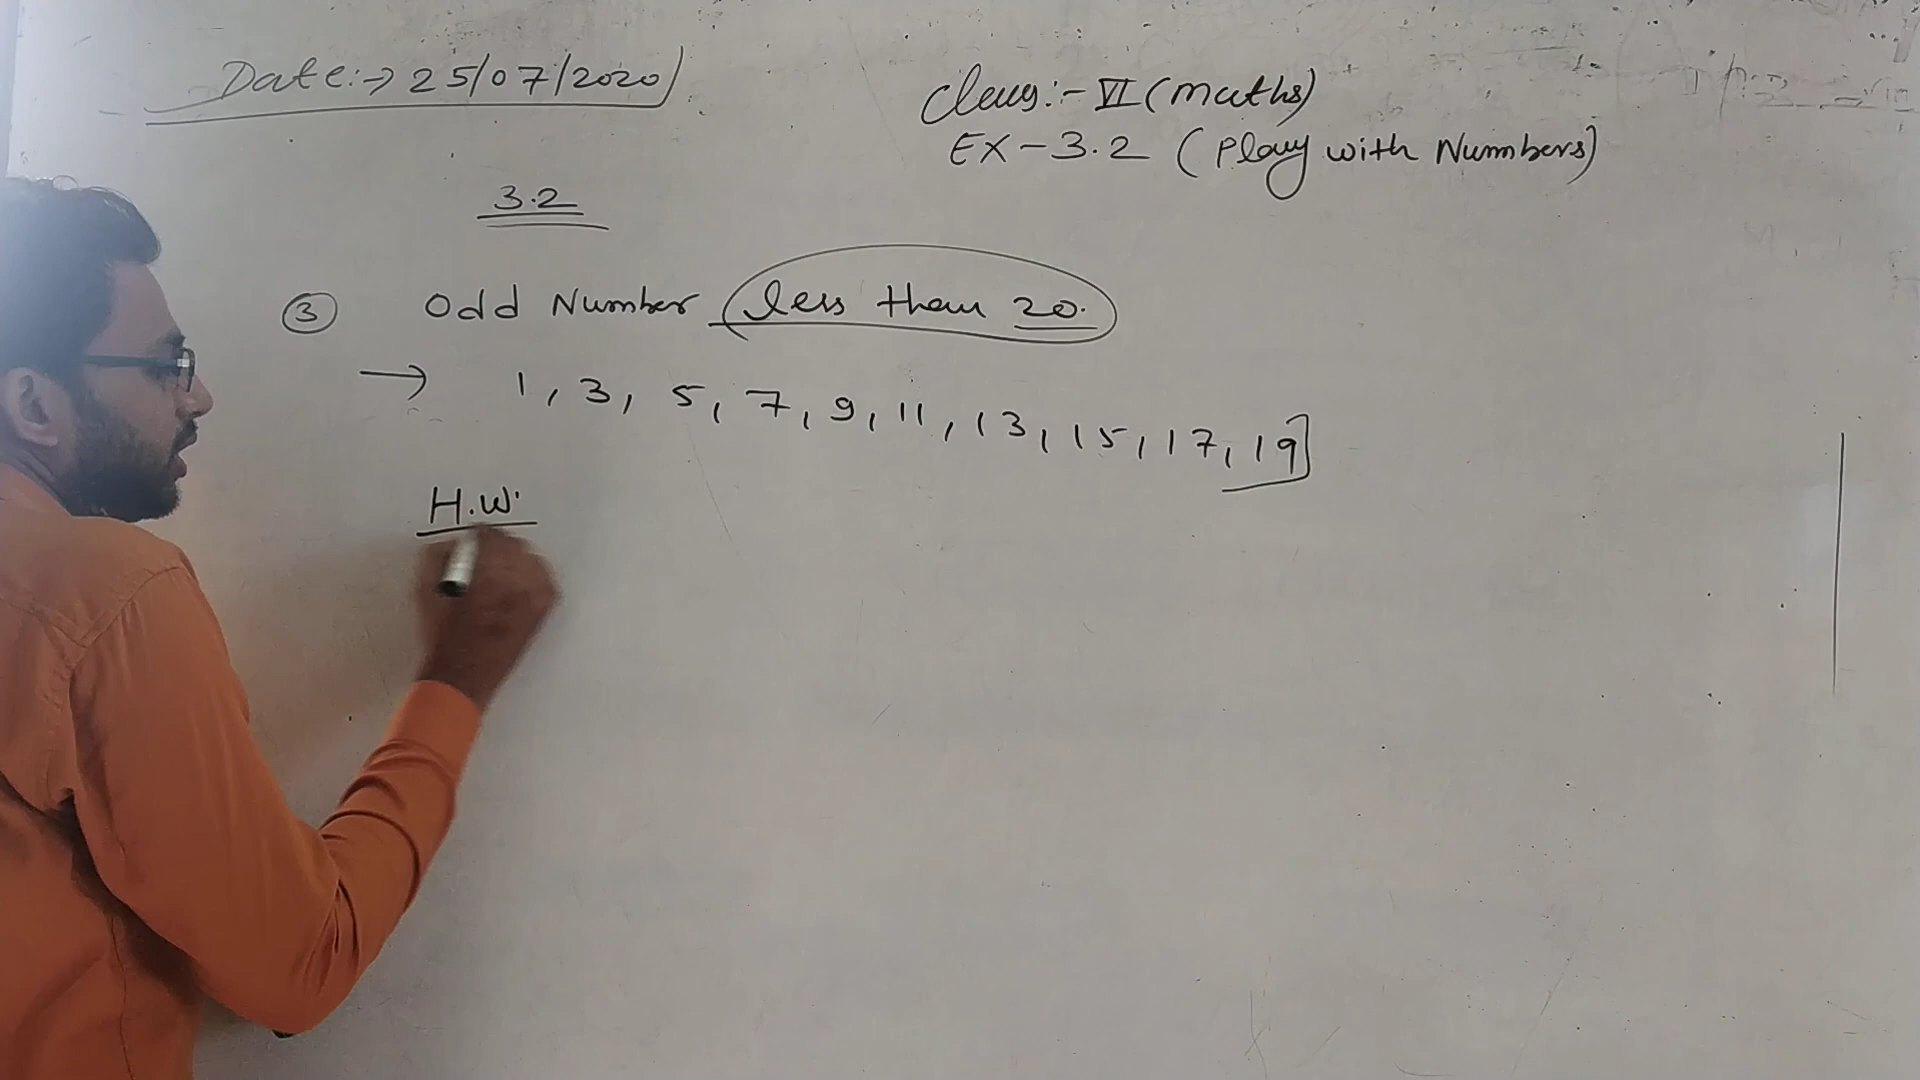 Date:→ 25/07/2020
Class:- VI (Maths)
EX-3.2 (Play with Numbers)
3.2
③ Odd Number less than 20.
→ 1, 3, 5, 7, 9, 11, 13, 15, 17, 19]
H.W.